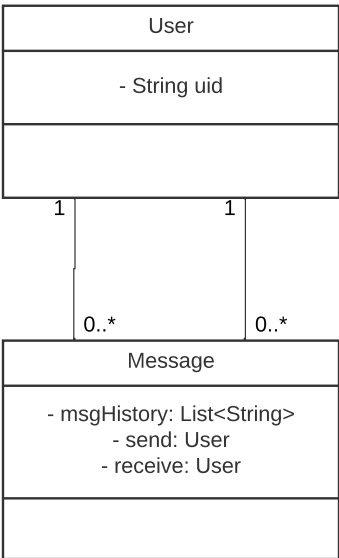 User
- String uid
1
1
0..*
0..*
Message
- msgHistory: List<String>
- send: User
- receive: User